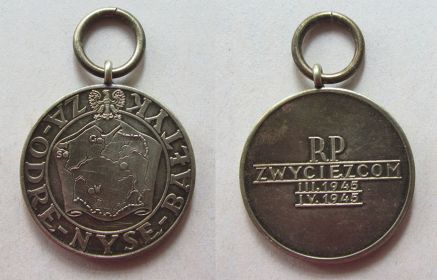 ZA·ODRĘ-NYSĘ-BAŁTYK
RP
ZWYCIĘZCOM
III.1945
IV.1945